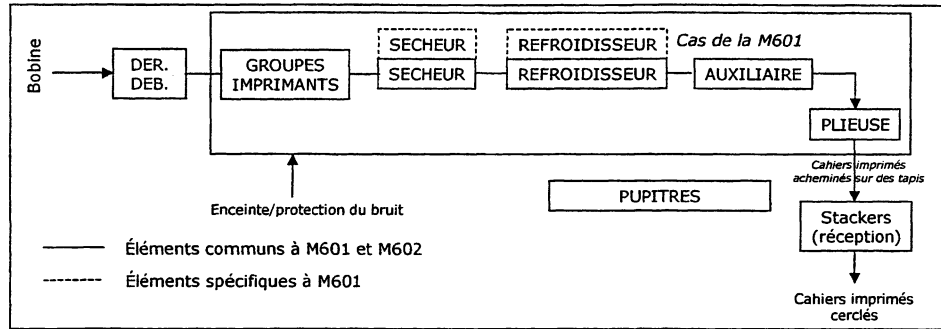 Bobine
DER.
DEB.
GROUPES
IMPRIMANTS
SECHEUR
SECHEUR
REFROIDISSEUR
REFROIDISSEUR
Cas de la M601
AUXILIAIRE
PLIEUSE
Cahiers imprimés
acheminés sur des tapis
PUPITRES
Enceinte/protection du bruit
Stackers
(réception)
Éléments communs à M601 et M602
Éléments spécifiques à M601
Cahiers imprimés
cerclés